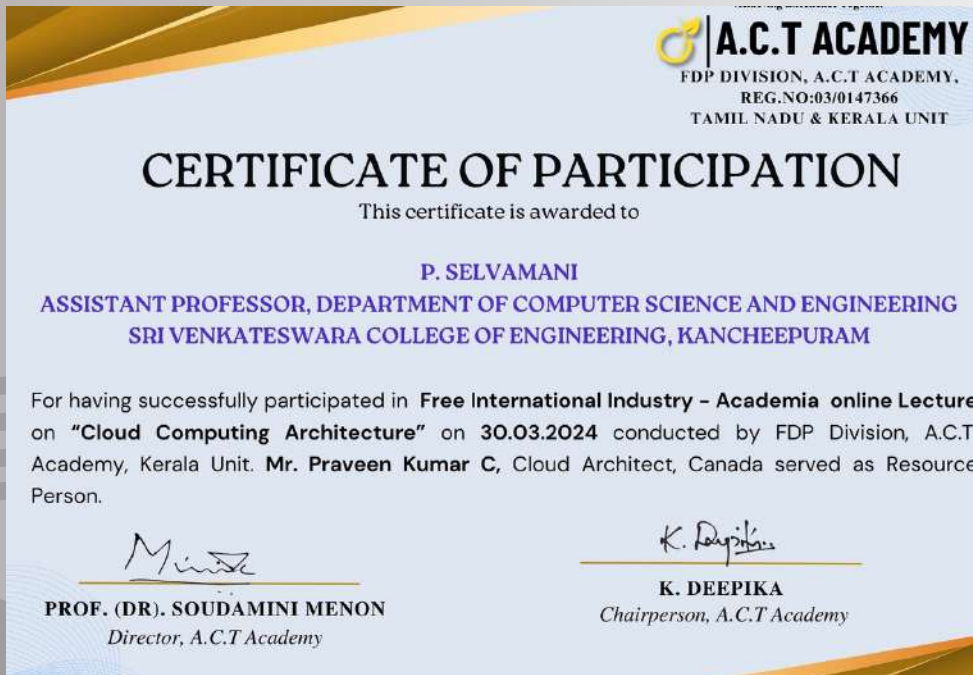 A.C.T ACADEMY
FDP DIVISION, A.C.T ACADEMY,
REG.NO:03/0147366
TAMIL NADU & KERALA UNIT
CERTIFICATE OF PARTICIPATION
This certificate is awarded to
P. SELVAMANI
ASSISTANT PROFESSOR, DEPARTMENT OF COMPUTER SCIENCE AND ENGINEERING
SRI VENKATESWARA COLLEGE OF ENGINEERING, KANCHEEPURAM
For having successfully participated in Free International Industry - Academia online Lecture
on "Cloud Computing Architecture" on 30.03.2024 conducted by FDP Division, A.C.T
Academy, Kerala Unit. Mr. Praveen Kumar C, Cloud Architect, Canada served as Resource
Person.
K.
PROF. (DR). SOUDAMINI MENON
Director, A.C.T Academy
K. DEEPIKA
Chairperson, A.C.T Academy